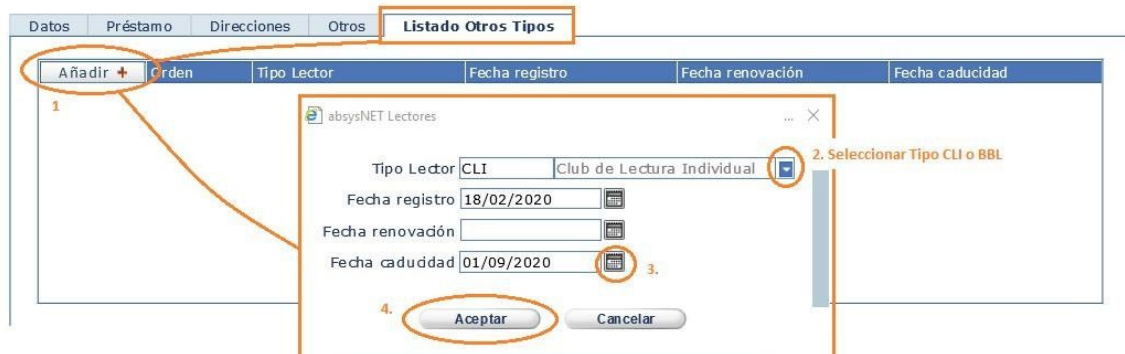 Datos Préstamo Direcciones Otros Listado Otros Tipos
Añadir + Orden Tipo Lector Fecha registro Fecha renovación Fecha caducidad
1
absysNET Lectores ... ×
Tipo Lector CLI Club de Lectura Individual
2. Seleccionar Tipo CLI o BBL
Fecha registro 18/02/2020
Fecha renovación
Fecha caducidad 01/09/2020
3.
4.
Aceptar Cancelar